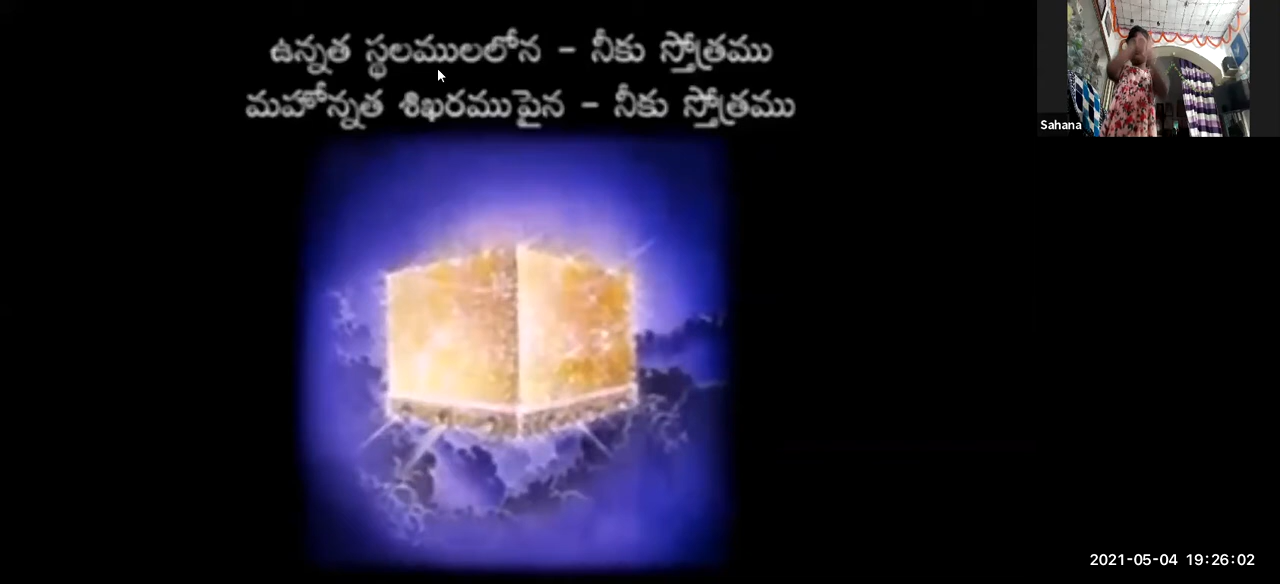 ఉన్నత స్థలములలోన - నీకు స్తోత్రము
మహోన్నత శిఖరముపైన - నీకు స్తోత్రము
Sahana
2021-05-04 19:26:02